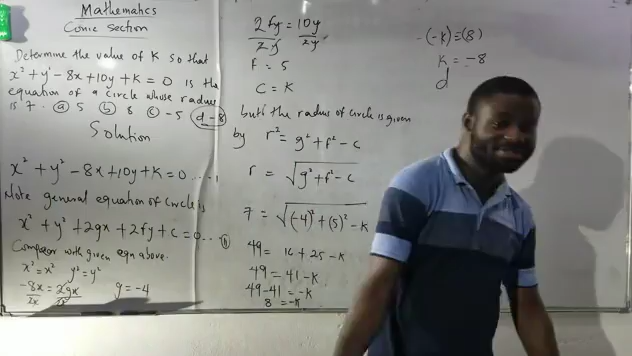 Mathematics
Conic Section
Determine the value of K so that
x² + y² - 8x + 10y + K = 0 is the
equation of a circle whose radius
is 7. (a) 5 (b) 8 (c) -5 (d) -8
Solution
x² + y² - 8x + 10y + K = 0 ....1
Note general equation of circle is
x² + y² + 2gx + 2fy + c = 0 ... (ii)
Compare with given eqn above.
x² = x² y² = y²
-8x = 2gx
2x 2x
g = -4
2fy = 10y
2y 2y
f = 5
C = K
but the radius of circle is given
by r² = g² + f² - c
r = √g² + f² - c
7 = √(-4)² + (5)² - K
49 = 16 + 25 - K
49 = 41 - K
49 - 41 = -K
8 = -K
-(-K) = (8)
K = -8
d